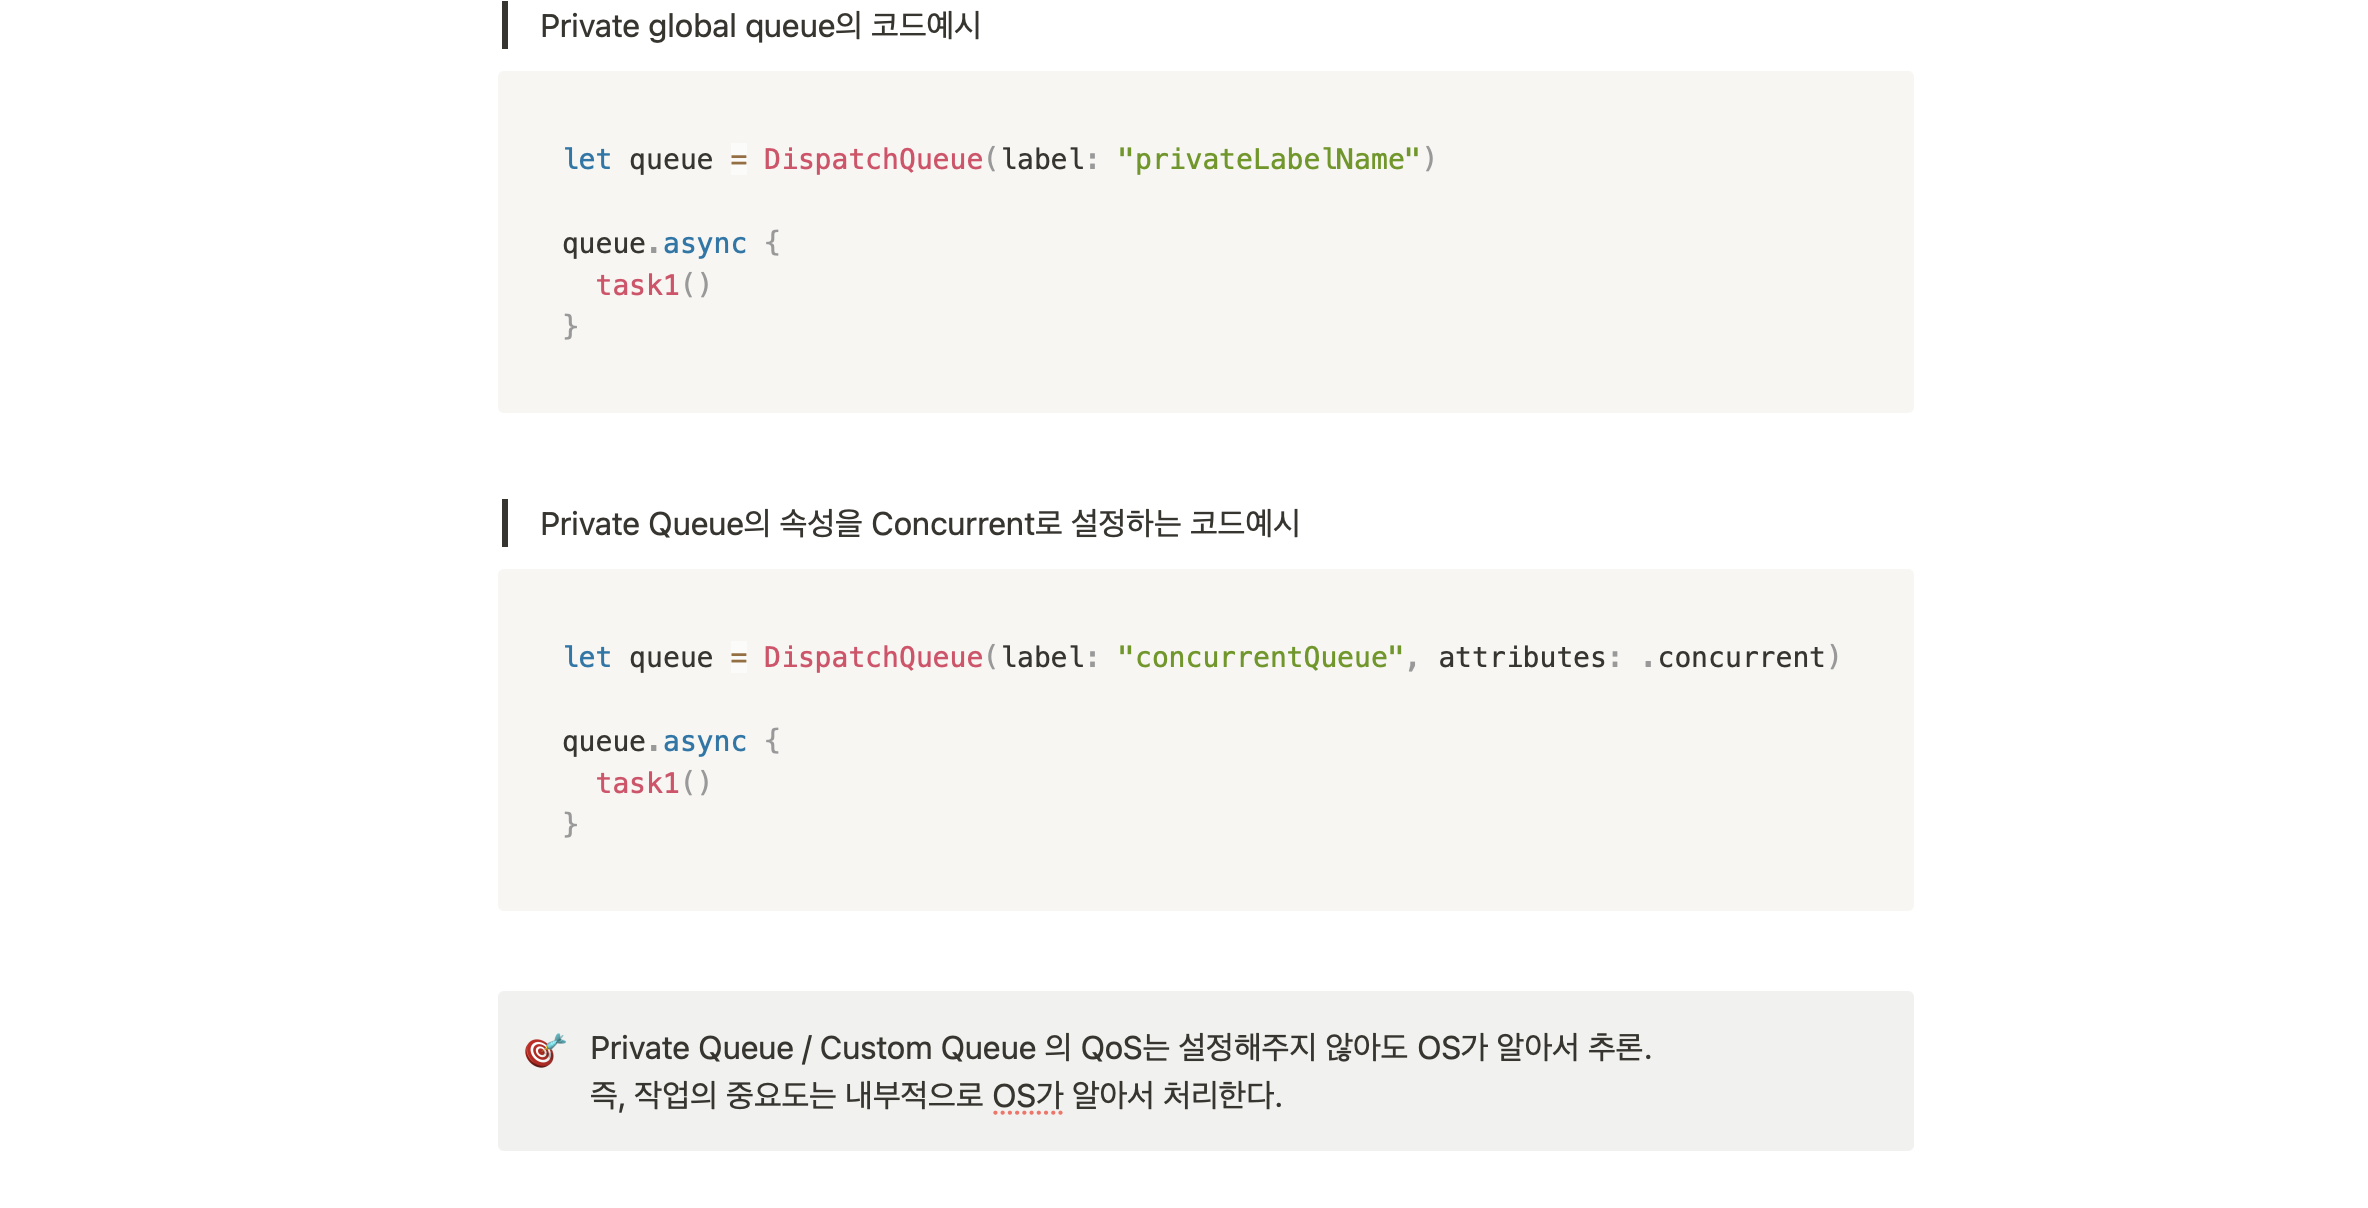 Private global queue의 코드예시
let queue = DispatchQueue(label: "privateLabelName")
queue.async {
  task1()
}
Private Queue의 속성을 Concurrent로 설정하는 코드예시
let queue = DispatchQueue(label: "concurrentQueue", attributes: .concurrent)
queue.async {
  task1()
}
Private Queue / Custom Queue 의 QoS는 설정해주지 않아도 OS가 알아서 추론.
즉, 작업의 중요도는 내부적으로 OS가 알아서 처리한다.